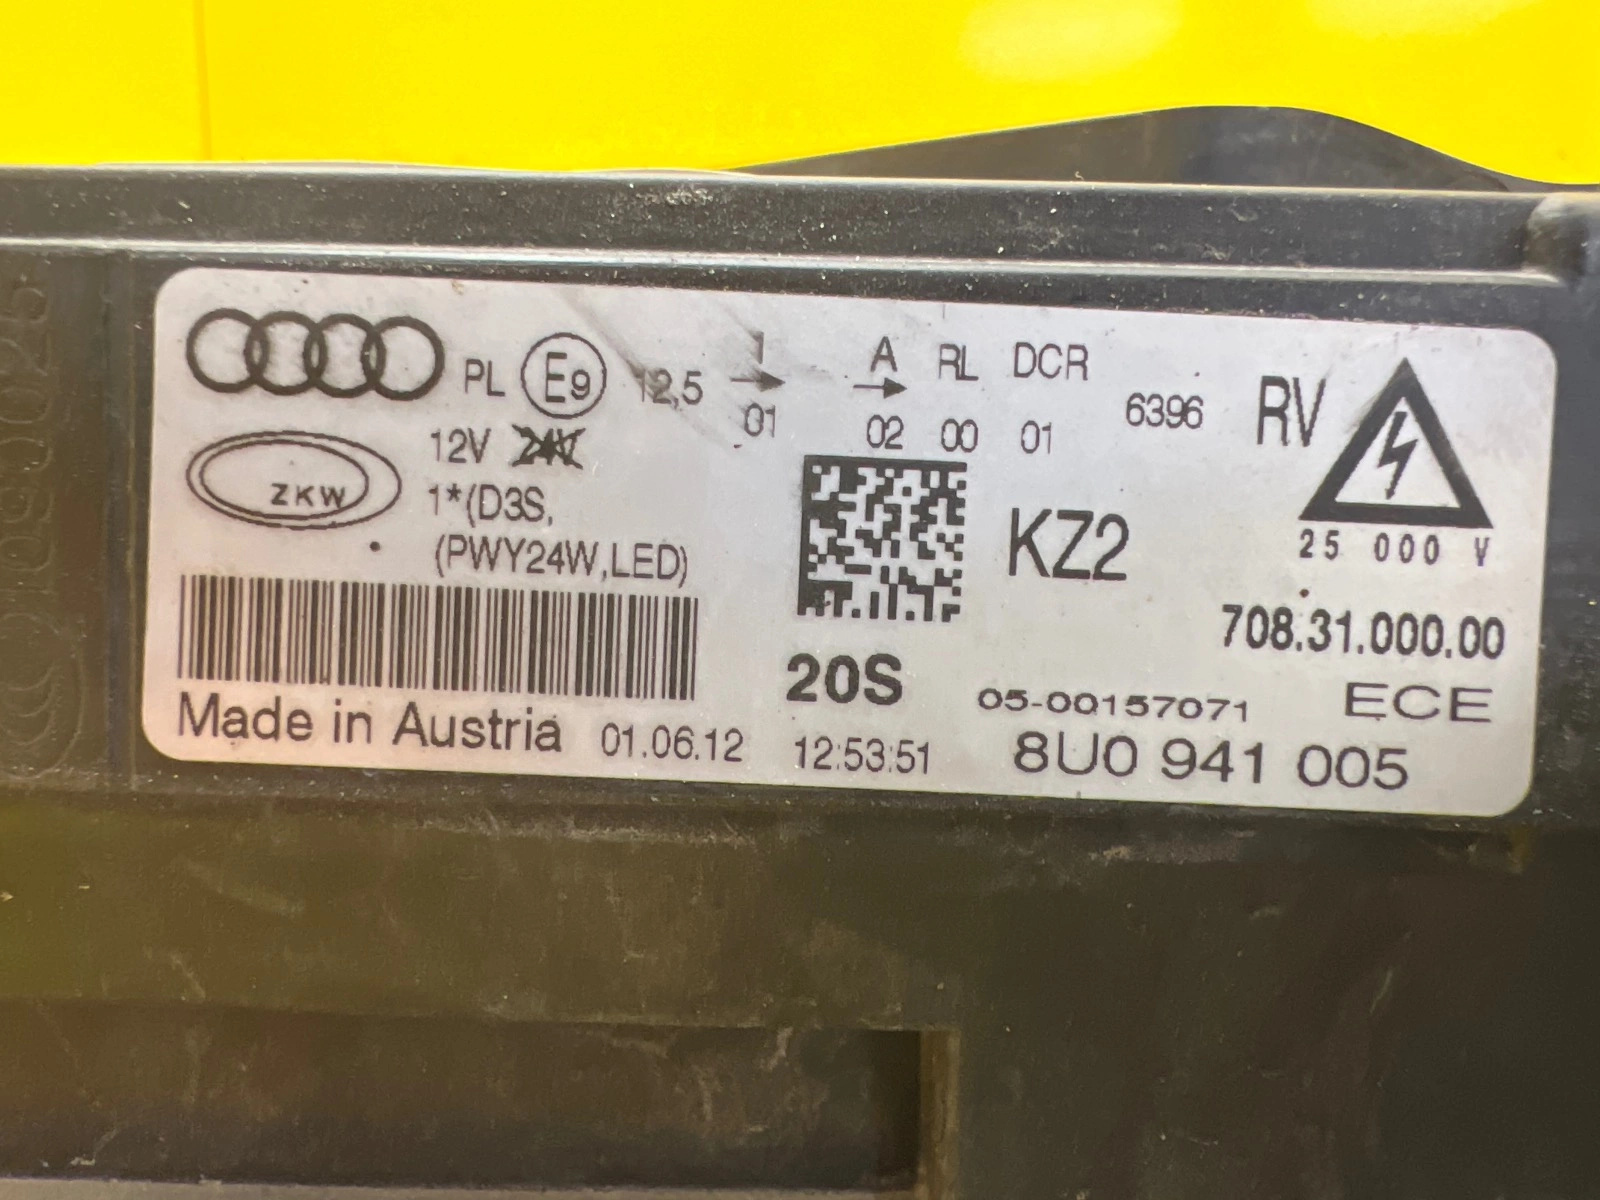 PL E9 12,5 1 A RL DCR
01 02 00 01 6396 RV
12V 24V
ZKW
1*(D3S,
(PWY24W,LED)
KZ2
25 000 V
708.31.000.00
20S
05-00157071 ECE
Made in Austria 01.06.12 12:53:51 8U0 941 005